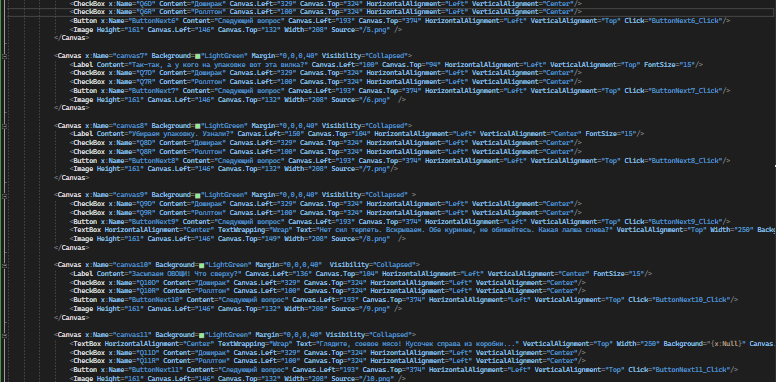 <CheckBox x:Name="Q6D" Content="Доширак" Canvas.Left="329" Canvas.Top="324" HorizontalAlignment="Left" VerticalAlignment="Center"/>
<CheckBox x:Name="Q6R" Content="Роллтон" Canvas.Left="100" Canvas.Top="324" HorizontalAlignment="Left" VerticalAlignment="Center"/>
<Button x:Name="ButtonNext6" Content="Следующий вопрос" Canvas.Left="193" Canvas.Top="374" HorizontalAlignment="Left" VerticalAlignment="Top" Click="ButtonNext6_Click"/>
<Image Height="161" Canvas.Left="146" Canvas.Top="132" Width="208" Source="/5.png" />
</Canvas>
<Canvas x:Name="canvas7" Background="LightGreen" Margin="0,0,0,40" Visibility="Collapsed">
<Label Content="Так-так, а у кого на упаковке вот эта вилка?" Canvas.Left="100" Canvas.Top="94" HorizontalAlignment="Left" VerticalAlignment="Top" FontSize="15"/>
<CheckBox x:Name="Q7D" Content="Доширак" Canvas.Left="329" Canvas.Top="324" HorizontalAlignment="Left" VerticalAlignment="Center"/>
<CheckBox x:Name="Q7R" Content="Роллтон" Canvas.Left="100" Canvas.Top="324" HorizontalAlignment="Left" VerticalAlignment="Center"/>
<Button x:Name="ButtonNext7" Content="Следующий вопрос" Canvas.Left="193" Canvas.Top="374" HorizontalAlignment="Left" VerticalAlignment="Top" Click="ButtonNext7_Click"/>
<Image Height="161" Canvas.Left="146" Canvas.Top="132" Width="208" Source="/6.png" />
</Canvas>
<Canvas x:Name="canvas8" Background="LightGreen" Margin="0,0,0,40" Visibility="Collapsed">
<Label Content="Убираем упаковку. Узнали?" Canvas.Left="150" Canvas.Top="104" HorizontalAlignment="Left" VerticalAlignment="Center" FontSize="15"/>
<CheckBox x:Name="Q8D" Content="Доширак" Canvas.Left="329" Canvas.Top="324" HorizontalAlignment="Left" VerticalAlignment="Center"/>
<CheckBox x:Name="Q8R" Content="Роллтон" Canvas.Left="100" Canvas.Top="324" HorizontalAlignment="Left" VerticalAlignment="Center"/>
<Button x:Name="ButtonNext8" Content="Следующий вопрос" Canvas.Left="193" Canvas.Top="374" HorizontalAlignment="Left" VerticalAlignment="Top" Click="ButtonNext8_Click"/>
<Image Height="161" Canvas.Left="146" Canvas.Top="132" Width="208" Source="/7.png"/>
</Canvas>
<Canvas x:Name="canvas9" Background="LightGreen" Margin="0,0,0,40" Visibility="Collapsed" >
<CheckBox x:Name="Q9D" Content="Доширак" Canvas.Left="329" Canvas.Top="324" HorizontalAlignment="Left" VerticalAlignment="Center"/>
<CheckBox x:Name="Q9R" Content="Роллтон" Canvas.Left="100" Canvas.Top="324" HorizontalAlignment="Left" VerticalAlignment="Center"/>
<Button x:Name="ButtonNext9" Content="Следующий вопрос" Canvas.Left="193" Canvas.Top="374" HorizontalAlignment="Left" VerticalAlignment="Top" Click="ButtonNext9_Click"/>
<TextBox HorizontalAlignment="Center" TextWrapping="Wrap" Text="Нет сил терпеть. Вскрываем. Обе куриные, не обижайтесь. Какая лапша слева?" VerticalAlignment="Top" Width="250" Backg
<Image Height="161" Canvas.Left="146" Canvas.Top="149" Width="208" Source="/8.png" />
</Canvas>
<Canvas x:Name="canvas10" Background="LightGreen" Margin="0,0,0,40"  Visibility="Collapsed">
<Label Content="Засыпаем ОВОЩИ! Что сверху?" Canvas.Left="136" Canvas.Top="104" HorizontalAlignment="Left" VerticalAlignment="Center" FontSize="15"/>
<CheckBox x:Name="Q10D" Content="Доширак" Canvas.Left="329" Canvas.Top="324" HorizontalAlignment="Left" VerticalAlignment="Center"/>
<CheckBox x:Name="Q10R" Content="Роллтон" Canvas.Left="100" Canvas.Top="324" HorizontalAlignment="Left" VerticalAlignment="Center"/>
<Button x:Name="ButtonNext10" Content="Следующий вопрос" Canvas.Left="193" Canvas.Top="374" HorizontalAlignment="Left" VerticalAlignment="Top" Click="ButtonNext10_Click"/>
<Image Height="161" Canvas.Left="146" Canvas.Top="132" Width="208" Source="/9.png" />
</Canvas>
<Canvas x:Name="canvas11" Background="LightGreen" Margin="0,0,0,40" Visibility="Collapsed">
<TextBox HorizontalAlignment="Center" TextWrapping="Wrap" Text="Глядите, соевое мясо! Кусочек справа из коробки..." VerticalAlignment="Top" Width="250" Background="{x:Null}" Canvas.
<CheckBox x:Name="Q11D" Content="Доширак" Canvas.Left="329" Canvas.Top="324" HorizontalAlignment="Left" VerticalAlignment="Center"/>
<CheckBox x:Name="Q11R" Content="Роллтон" Canvas.Left="100" Canvas.Top="324" HorizontalAlignment="Left" VerticalAlignment="Center"/>
<Button x:Name="ButtonNext11" Content="Следующий вопрос" Canvas.Left="193" Canvas.Top="374" HorizontalAlignment="Left" VerticalAlignment="Top" Click="ButtonNext11_Click"/>
<Image Height="161" Canvas.Left="146" Canvas.Top="132" Width="208" Source="/10.png" />